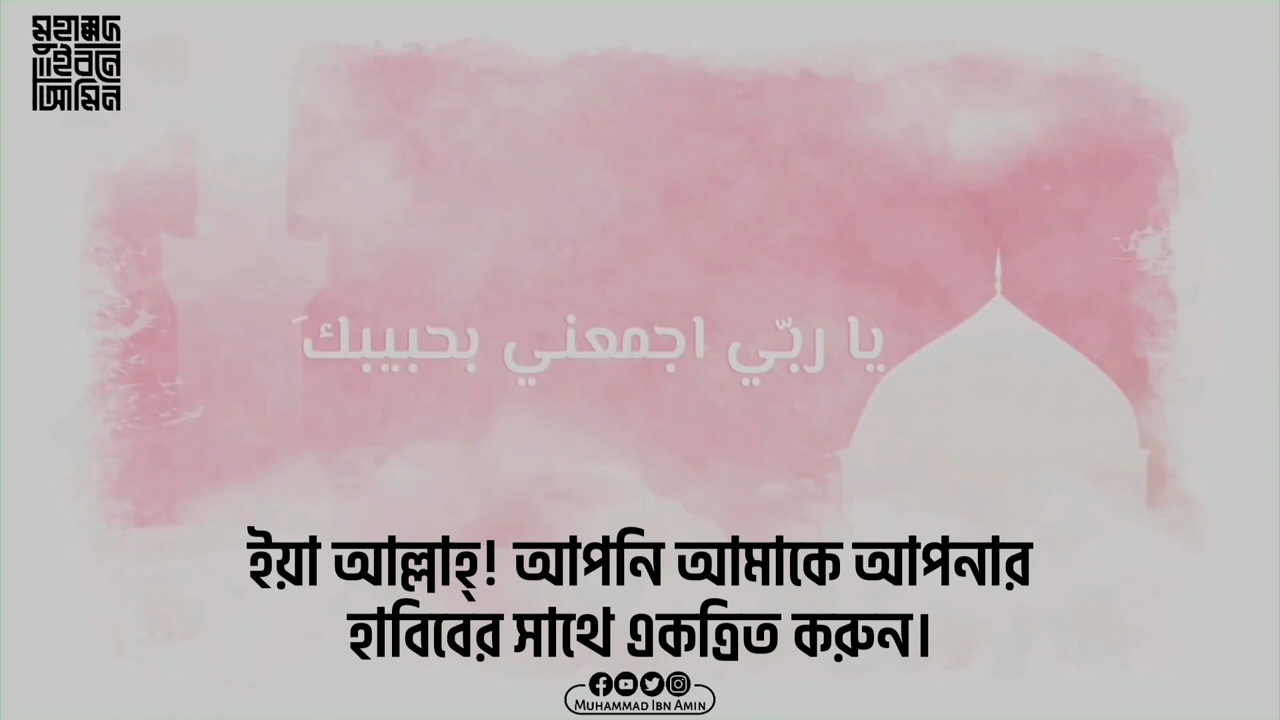 মুহাম্মদ
ইবনে
আমিন
يا ربّي اجمعني بحبيبكَ
ইয়া আল্লাহ্! আপনি আমাকে আপনার
হাবিবের সাথে একত্রিত করুন।
MUHAMMAD IBN AMIN